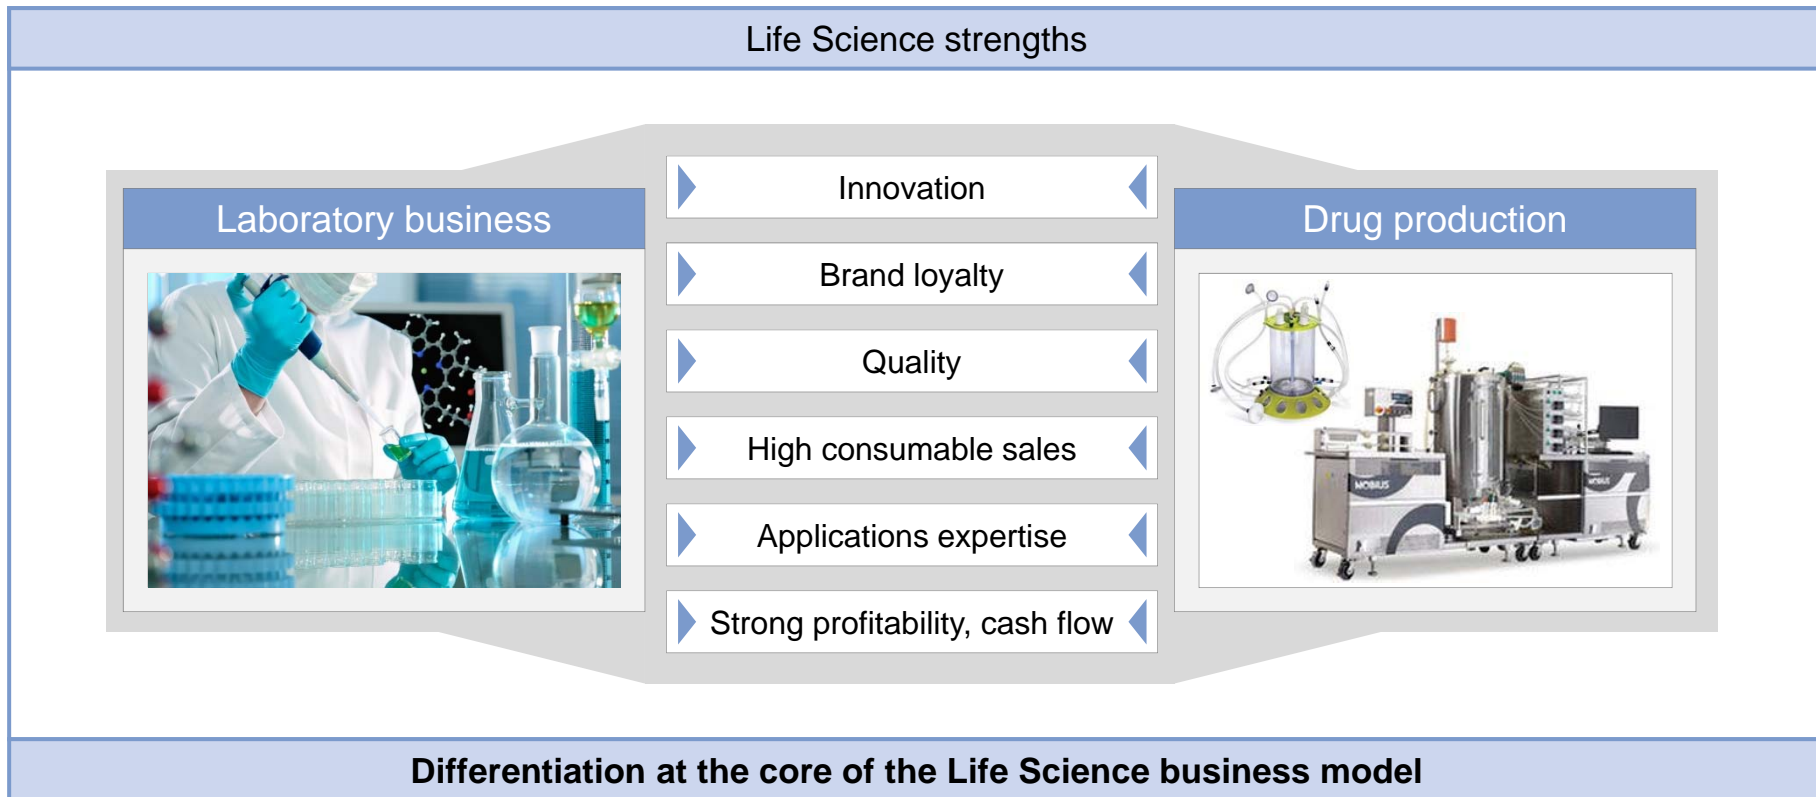 Life Science strengths
Laboratory business
Innovation
Brand loyalty
Quality
High consumable sales
Applications expertise
Strong profitability, cash flow
Drug production
MOBIUS
MOBIUS
Differentiation at the core of the Life Science business model